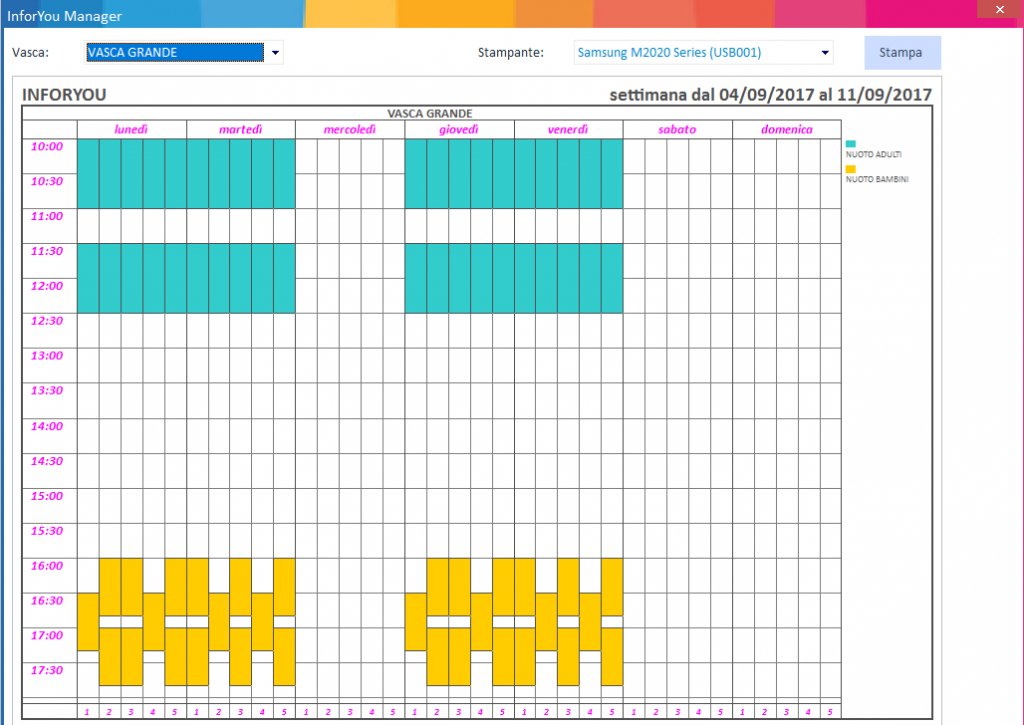 InforYou Manager
Vasca: VASCA GRANDE Stampante: Samsung M2020 Series (USB001) Stampa
INFORYOU settimana dal 04/09/2017 al 11/09/2017
VASCA GRANDE
lunedì martedì mercoledì giovedì venerdì sabato domenica
10:00
NUOTO ADULTI
10:30
NUOTO BAMBINI
11:00
11:30
12:00
12:30
13:00
13:30
14:00
14:30
15:00
15:30
16:00
16:30
17:00
17:30
1 2 3 4 5 1 2 3 4 5 1 2 3 4 5 1 2 3 4 5 1 2 3 4 5 1 2 3 4 5 1 2 3 4 5